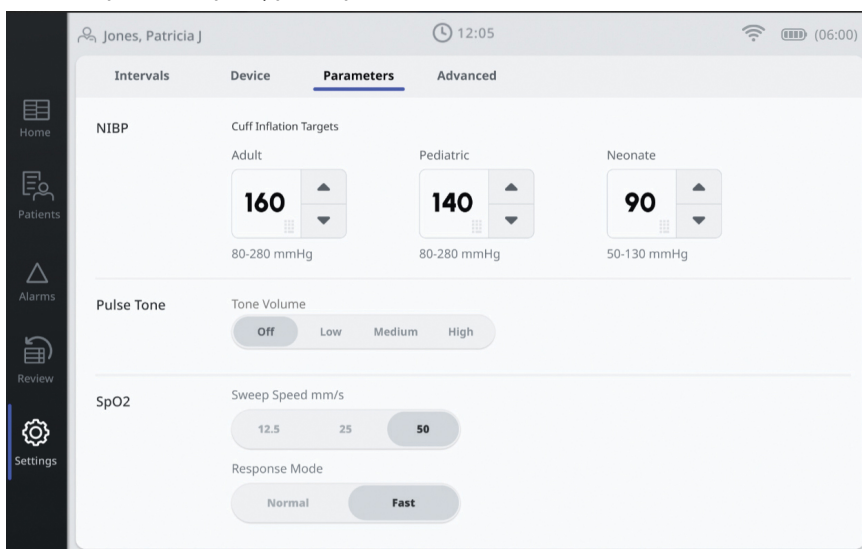 Jones, Patricia J
12:05
(06:00)
Intervals Device Parameters Advanced
Home
Patients
Alarms
Review
Settings
NIBP
Cuff Inflation Targets
Adult Pediatric Neonate
160 140 90
80-280 mmHg 80-280 mmHg 50-130 mmHg
Pulse Tone
Tone Volume
Off Low Medium High
SpO2
Sweep Speed mm/s
12.5 25 50
Response Mode
Normal Fast